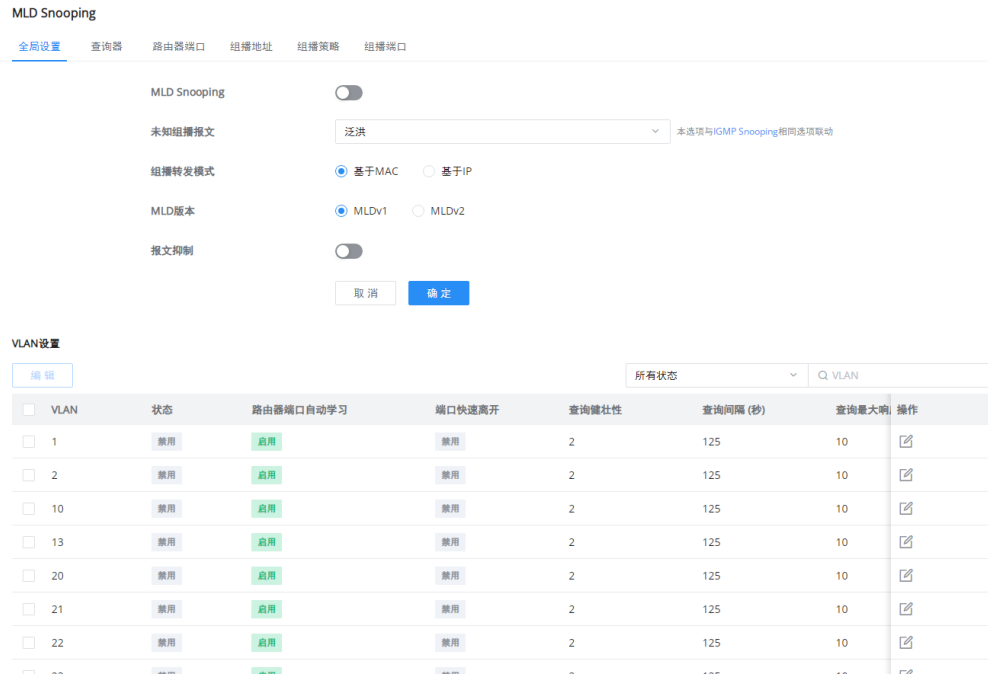 MLD Snooping
全局设置 查询器 路由器端口 组播地址 组播策略 组播端口
MLD Snooping
未知组播报文 泛洪 本选项与IGMP Snooping相同选项联动
组播转发模式 基于MAC 基于IP
MLD版本 MLDv1 MLDv2
报文抑制
取消 确定
VLAN设置
编辑 所有状态 VLAN
VLAN 状态 路由器端口自动学习 端口快速离开 查询健壮性 查询间隔 (秒) 查询最大响 操作
1 禁用 启用 禁用 2 125 10
2 禁用 启用 禁用 2 125 10
10 禁用 启用 禁用 2 125 10
13 禁用 启用 禁用 2 125 10
20 禁用 启用 禁用 2 125 10
21 禁用 启用 禁用 2 125 10
22 禁用 启用 禁用 2 125 10